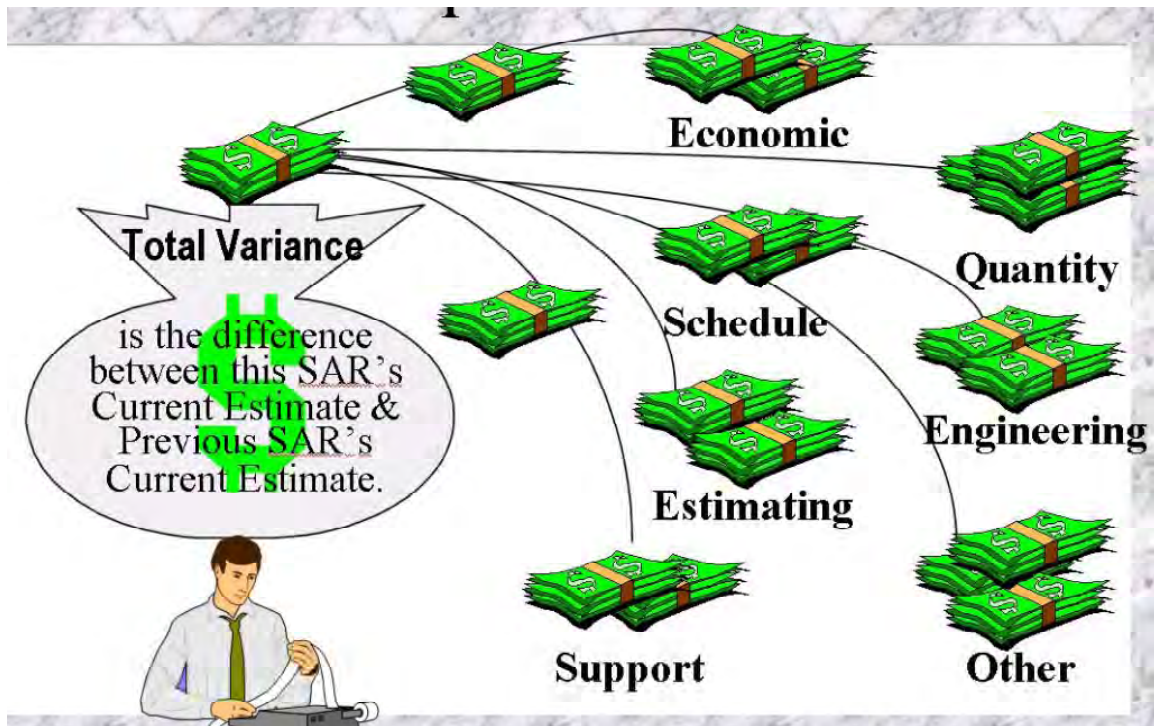 Economic
Total Variance
is the difference
between this SAR's
Current Estimate &
Previous SAR's
Current Estimate.
Quantity
Schedule
Engineering
Estimating
Support
Other